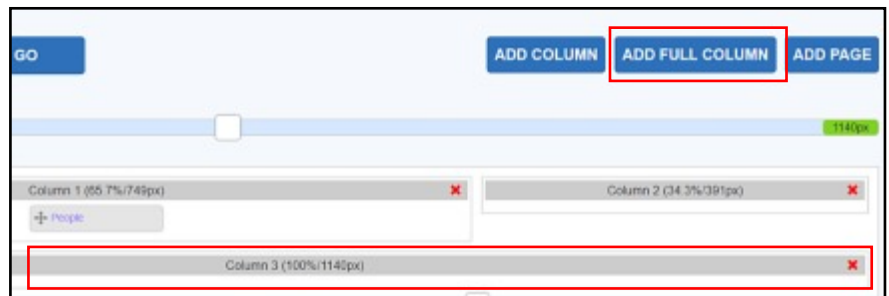 GO ADD COLUMN ADD FULL COLUMN ADD PAGE
1140px
Column 1 (65.7%/749px) Column 2 (34.3%/391px)
People
Column 3 (100%/1140px)